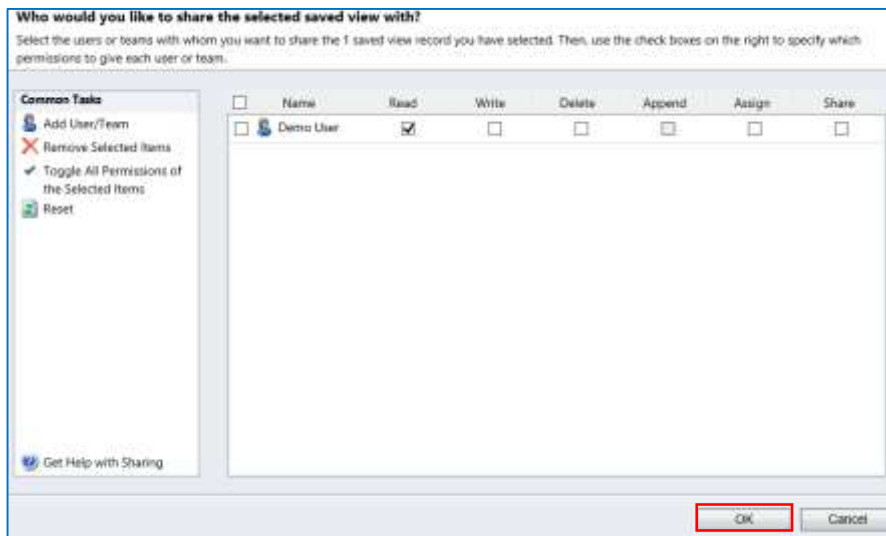 Who would you like to share the selected saved view with?
Select the users or teams with whom you want to share the 1 saved view record you have selected. Then, use the check boxes on the right to specify which
permissions to give each user or team.
Common Tasks
Add User/Team
Remove Selected Items
Toggle All Permissions of
the Selected Items
Reset
Get Help with Sharing
Name Read Write Delete Append Assign Share
Demo User
OK Cancel